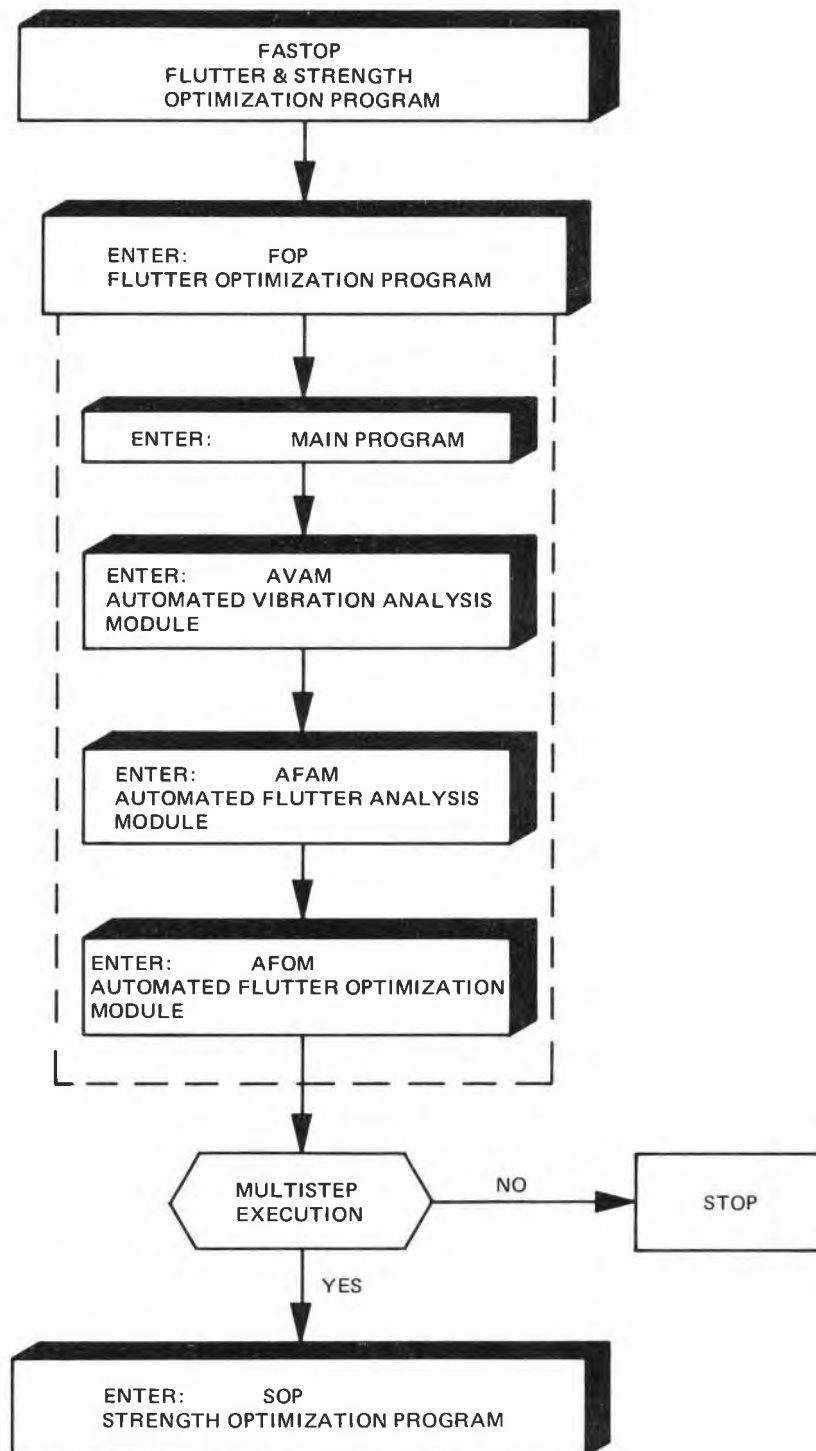 FASTOP
FLUTTER & STRENGTH
OPTIMIZATION PROGRAM
ENTER: FOP
FLUTTER OPTIMIZATION PROGRAM
ENTER: MAIN PROGRAM
ENTER: AVAM
AUTOMATED VIBRATION ANALYSIS
MODULE
ENTER: AFAM
AUTOMATED FLUTTER ANALYSIS
MODULE
ENTER: AFOM
AUTOMATED FLUTTER OPTIMIZATION
MODULE
MULTISTEP
EXECUTION
NO
STOP
YES
ENTER: SOP
STRENGTH OPTIMIZATION PROGRAM